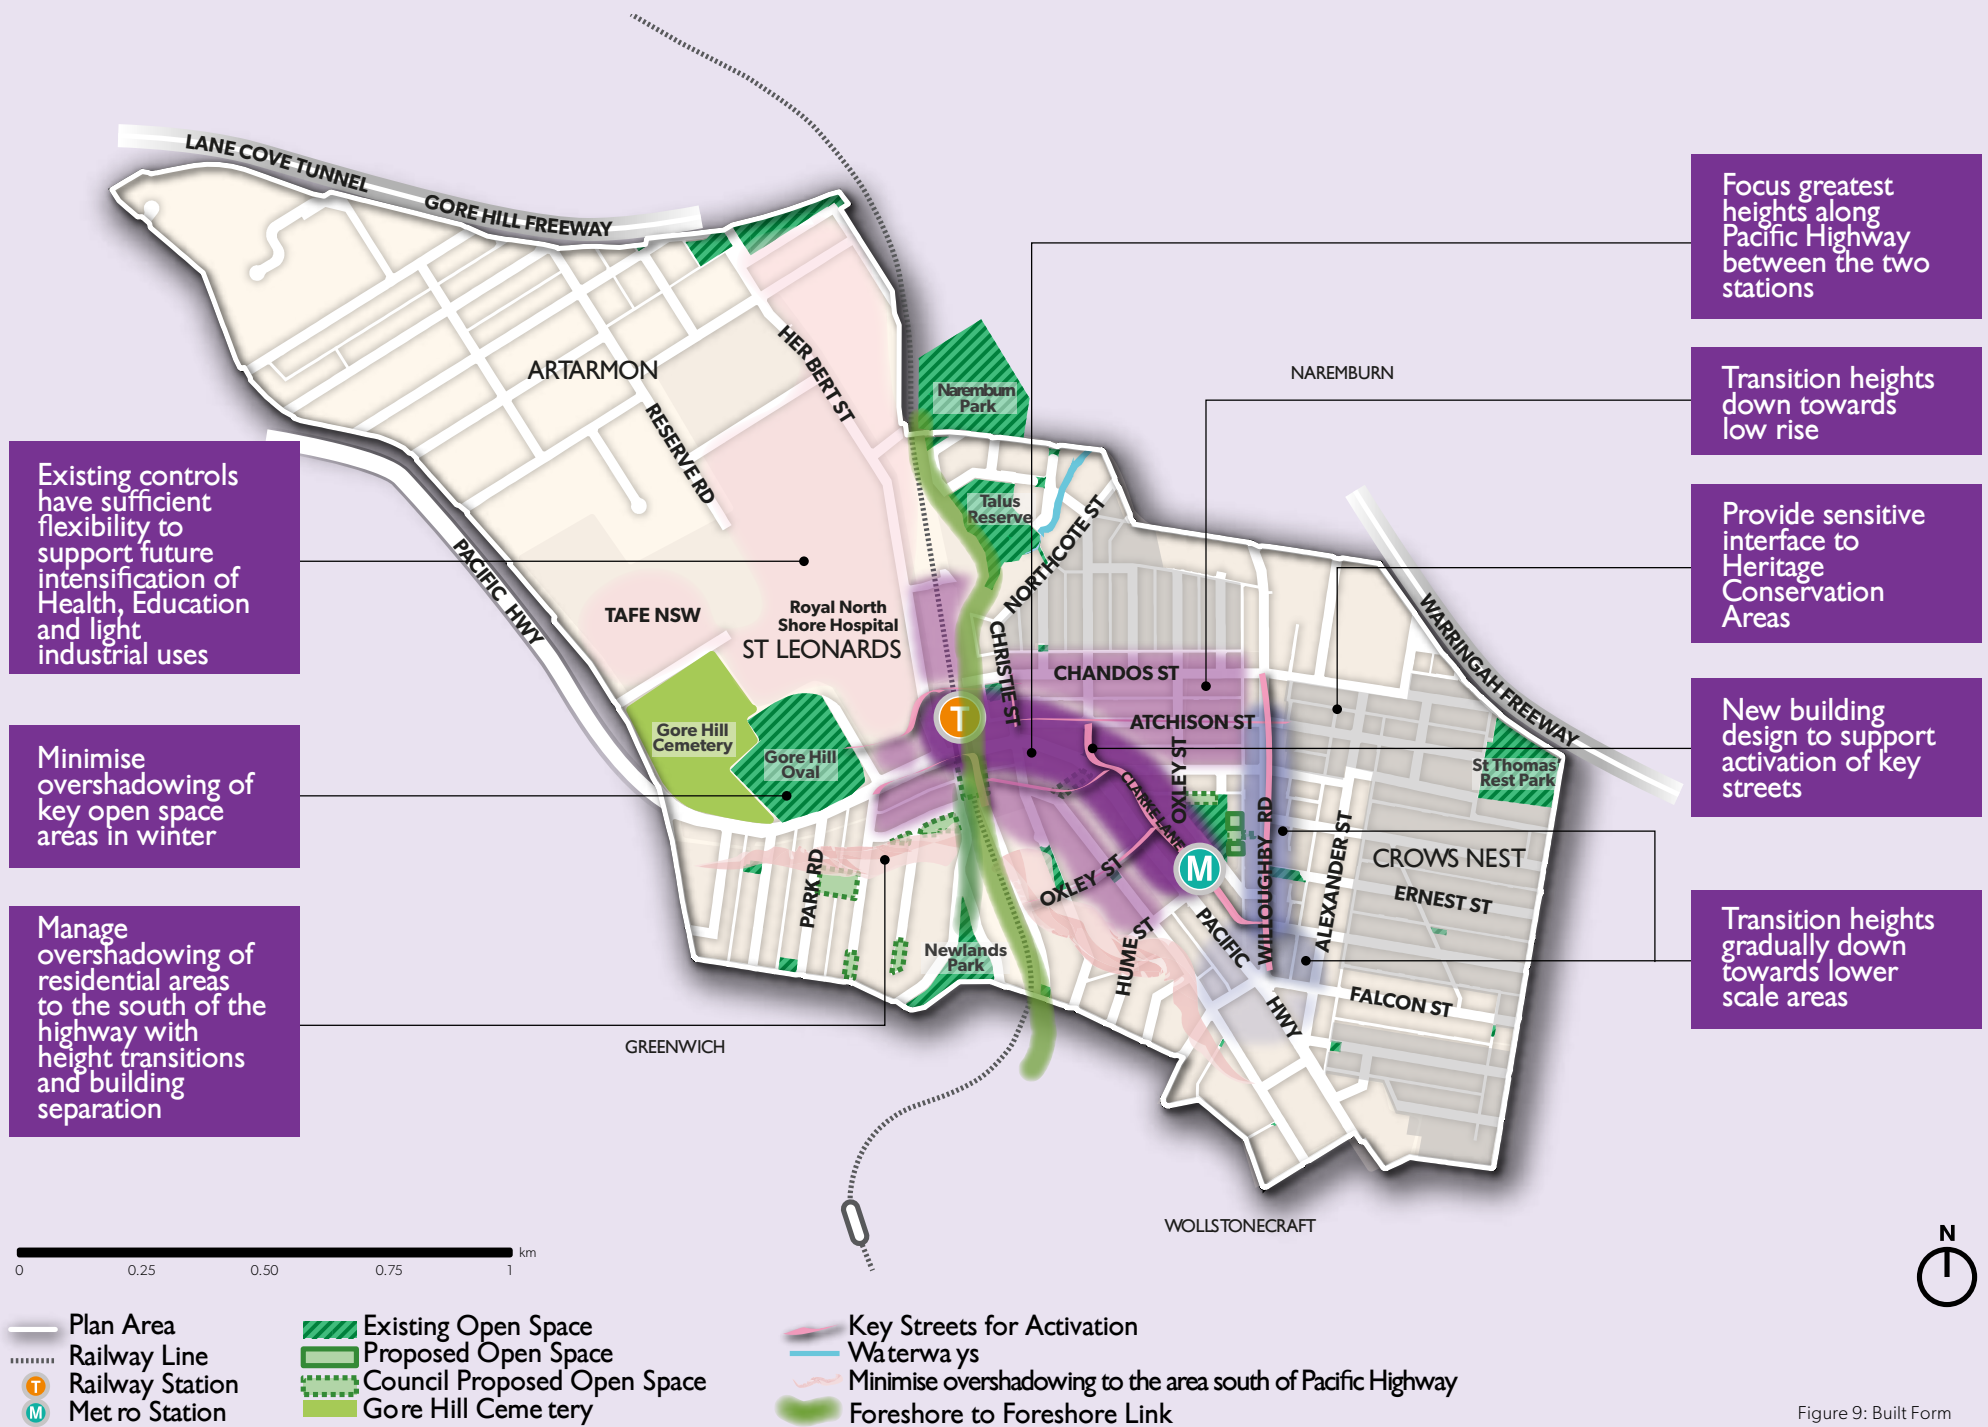 LANE COVE TUNNEL
GORE HILL FREEWAY
Focus greatest
heights along
Pacific Highway
between the two
stations
HERBERT ST
ARTARMON
NAREMBURN
Naremburn
Park
Transition heights
down towards
low rise
RESERVE RD
Existing controls
have sufficient
flexibility to
support future
intensification of
Health, Education
and light
industrial uses
Talus
Reserve
NORTHCOTE ST
Provide sensitive
interface to
Heritage
Conservation
Areas
PACIFIC HWY
TAFE NSW
Royal North
Shore Hospital
ST LEONARDS
CHRISTIE ST
WARRINGAH FREEWAY
CHANDOS ST
ATCHISON ST
T
Gore Hill
Cemetery
Gore Hill
Oval
OXLEY ST
CLARKE LANE
St Thomas
Rest Park
New building
design to support
activation of key
streets
Minimise
overshadowing of
key open space
areas in winter
WILLOUGHBY RD
ALEXANDER ST
CROWS NEST
M
PARK RD
OXLEY ST
ERNEST ST
Manage
overshadowing of
residential areas
to the south of the
highway with
height transitions
and building
separation
Newlands
Park
HUME ST
PACIFIC
HWY
FALCON ST
Transition heights
gradually down
towards lower
scale areas
GREENWICH
WOLLSTONECRAFT
N
km
0 0.25 0.50 0.75 1
Plan Area
Railway Line
T Railway Station
M Met ro Station
Existing Open Space
Proposed Open Space
Council Proposed Open Space
Gore Hill Ceme tery
Key Streets for Activation
Waterwa ys
Minimise overshadowing to the area south of Pacific Highway
Foreshore to Foreshore Link
Figure 9: Built Form